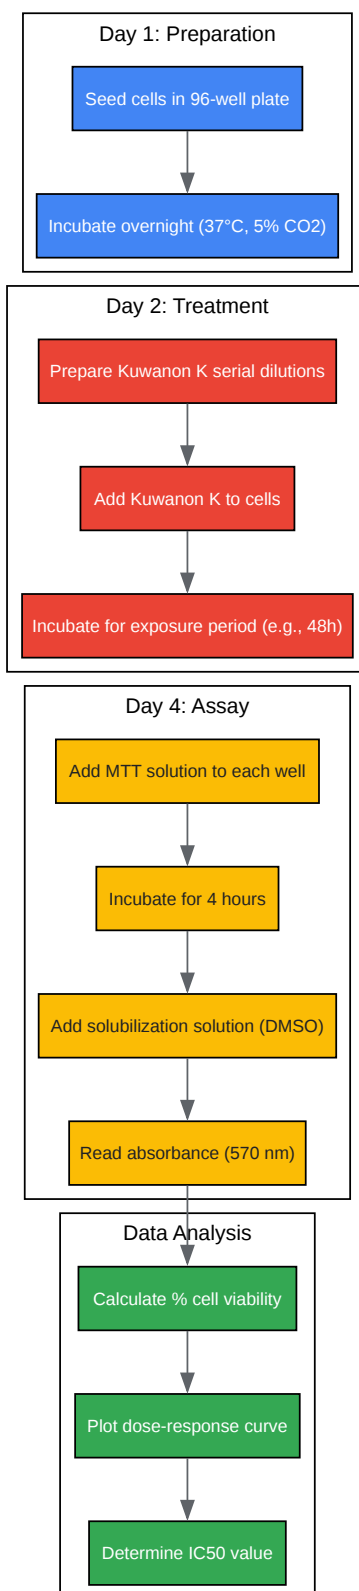 Day 1: Preparation
Seed cells in 96-well plate
Incubate overnight (37°C, 5% CO2)
Day 2: Treatment
Prepare Kuwanon K serial dilutions
Add Kuwanon K to cells
Incubate for exposure period (e.g., 48h)
Day 4: Assay
Add MTT solution to each well
Incubate for 4 hours
Add solubilization solution (DMSO)
Read absorbance (570 nm)
Data Analysis
Calculate % cell viability
Plot dose-response curve
Determine IC50 value